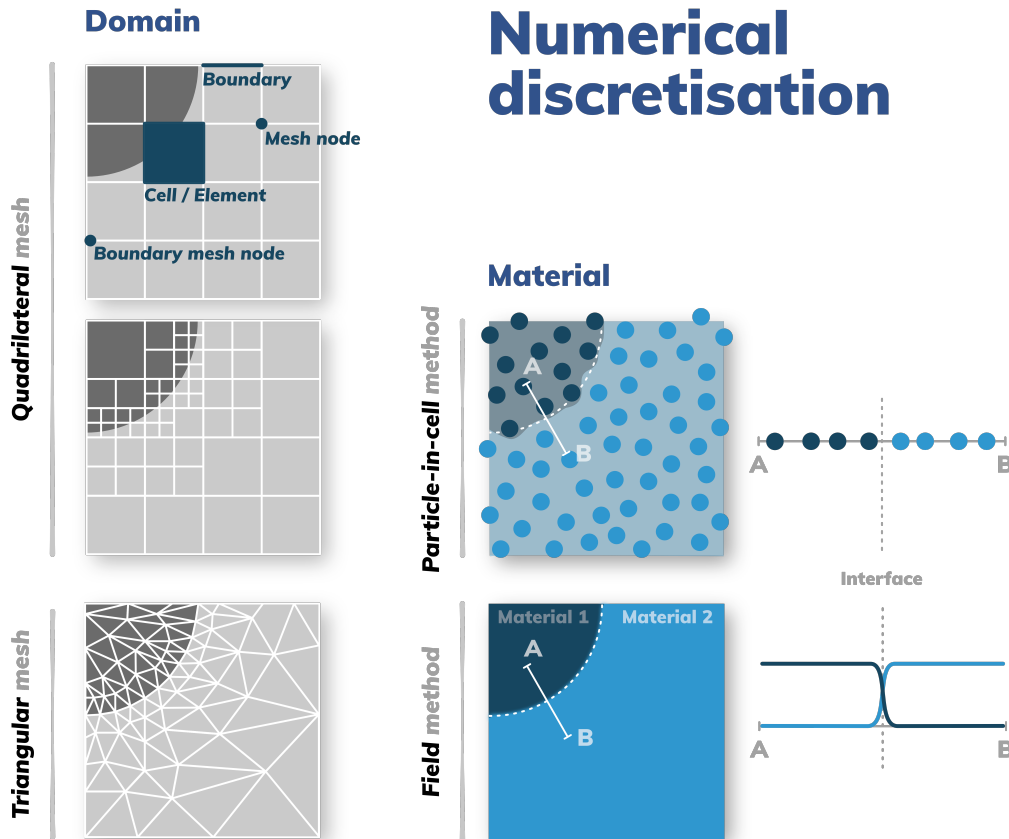 Domain
Numerical
discretisation
Boundary
Mesh node
Cell / Element
Boundary mesh node
Quadrilateral mesh
Material
Particle-in-cell method
A
B
A
B
Interface
Triangular mesh
Field method
Material 1
Material 2
A
B
A
B